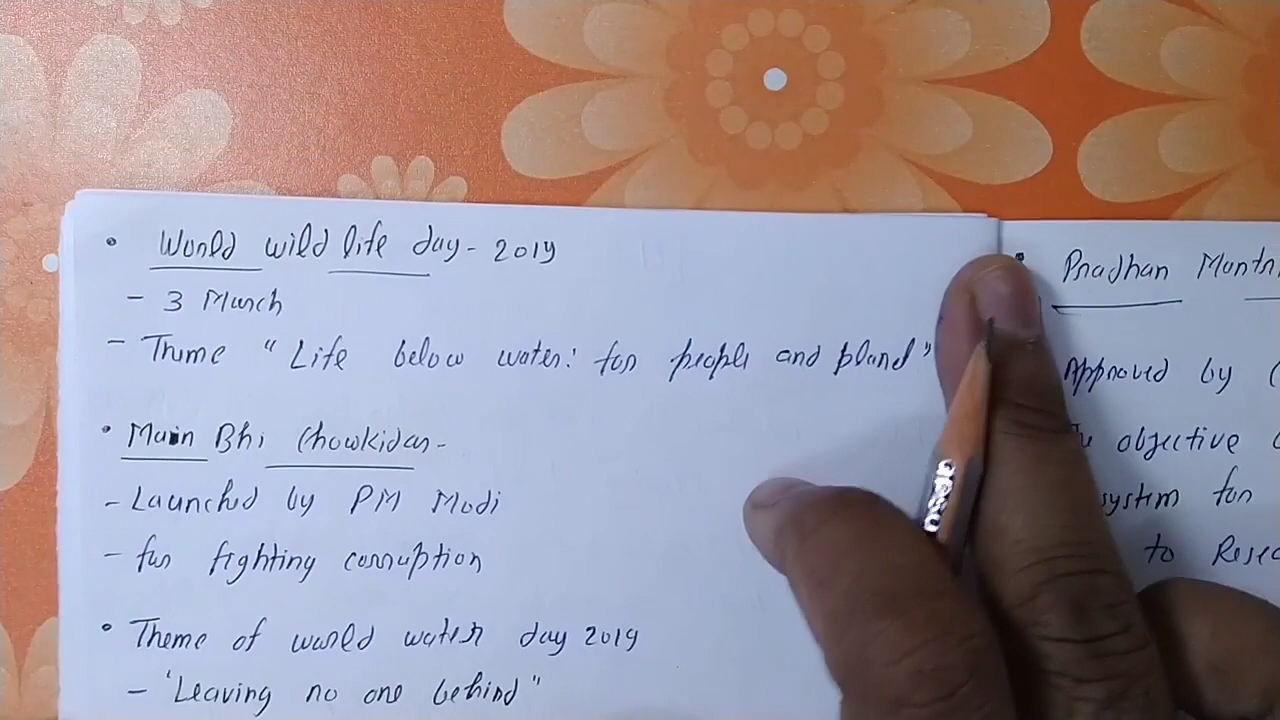 • World wild life day - 2019
- 3 March
- Theme "Life below water: for people and planet"
• Main Bhi Chowkidar -
- Launched by PM Modi
- for fighting corruption
• Theme of world water day 2019
- 'Leaving no one behind"
• Pradhan Mantri
Approved by
objective
system for
to